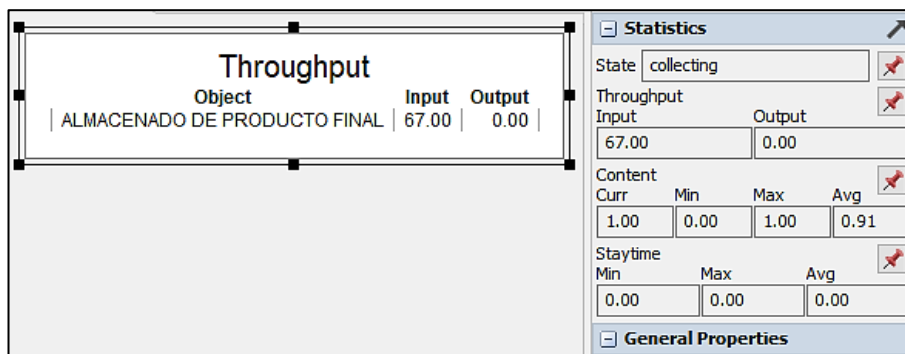 Throughput
Object Input Output
ALMACENADO DE PRODUCTO FINAL 67.00 0.00
Statistics
State collecting
Throughput
Input Output
67.00 0.00
Content
Curr Min Max Avg
1.00 0.00 1.00 0.91
Staytime
Min Max Avg
0.00 0.00 0.00
General Properties